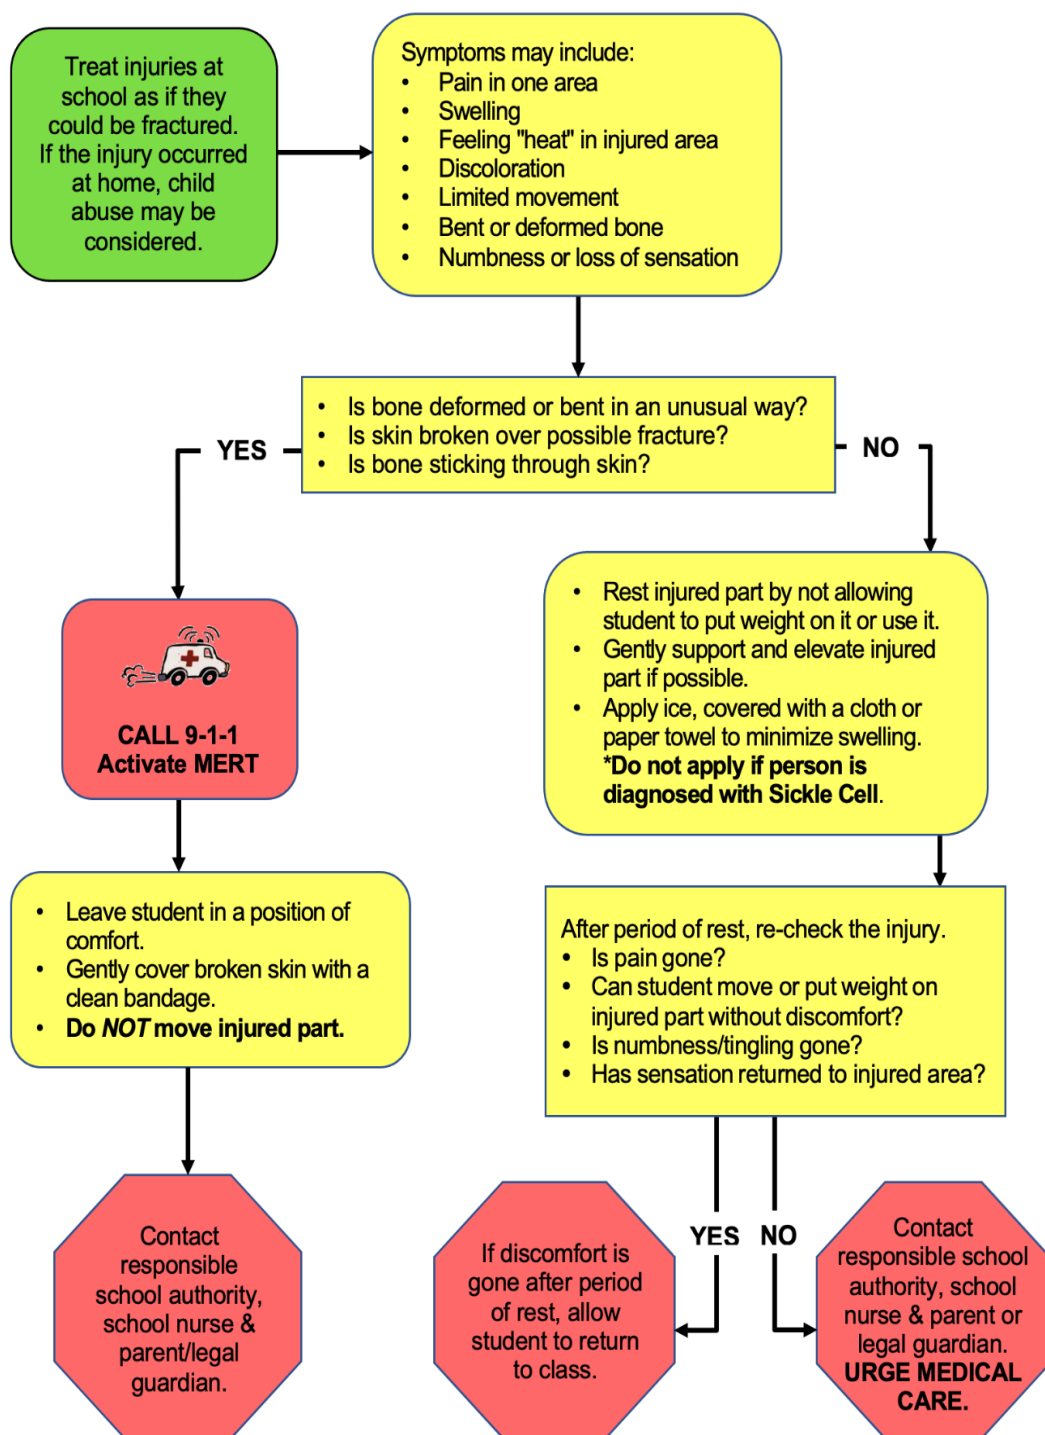 Treat injuries at
school as if they
could be fractured.
If the injury occurred
at home, child
abuse may be
considered.
Symptoms may include:
• Pain in one area
• Swelling
• Feeling "heat" in injured area
• Discoloration
• Limited movement
• Bent or deformed bone
• Numbness or loss of sensation
• Is bone deformed or bent in an unusual way?
• Is skin broken over possible fracture?
• Is bone sticking through skin?
YES
NO
CALL 9-1-1
Activate MERT
• Rest injured part by not allowing
student to put weight on it or use it.
• Gently support and elevate injured
part if possible.
• Apply ice, covered with a cloth or
paper towel to minimize swelling.
*Do not apply if person is
diagnosed with Sickle Cell.
• Leave student in a position of
comfort.
• Gently cover broken skin with a
clean bandage.
• Do NOT move injured part.
After period of rest, re-check the injury.
• Is pain gone?
• Can student move or put weight on
injured part without discomfort?
• Is numbness/tingling gone?
• Has sensation returned to injured area?
Contact
responsible
school authority,
school nurse &
parent/legal
guardian.
YES
NO
If discomfort is
gone after period
of rest, allow
student to return
to class.
Contact
responsible school
authority, school
nurse & parent or
legal guardian.
URGE MEDICAL
CARE.